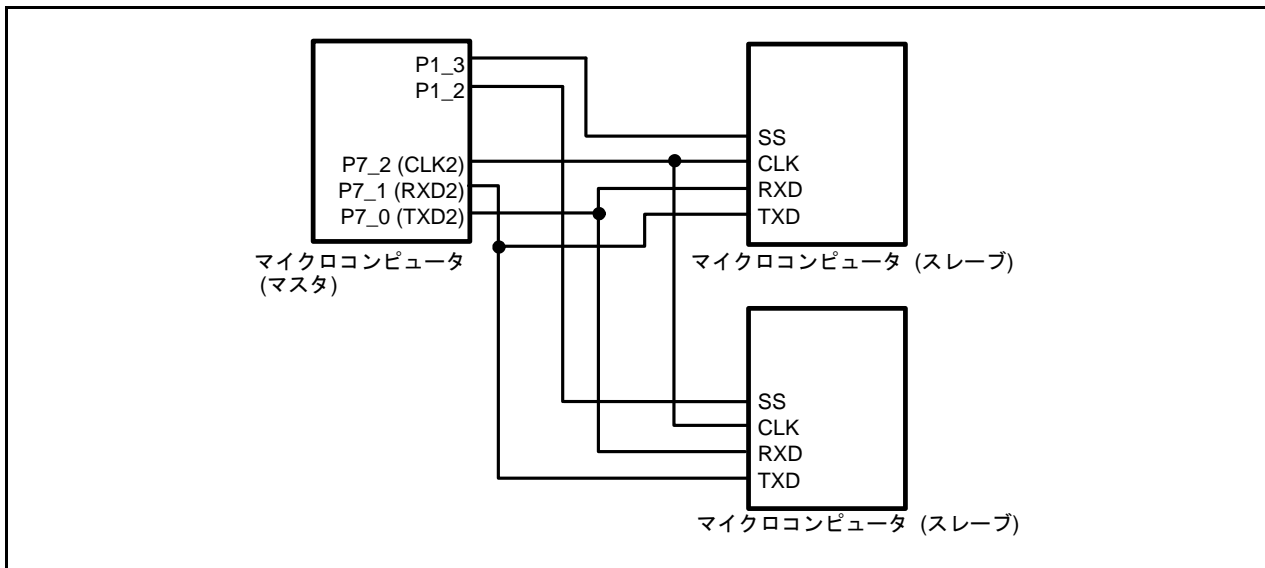 P1_3
P1_2
P7_2 (CLK2)
P7_1 (RXD2)
P7_0 (TXD2)
マイクロコンピュータ
(マスタ)
SS
CLK
RXD
TXD
マイクロコンピュータ (スレーブ)
SS
CLK
RXD
TXD
マイクロコンピュータ (スレーブ)